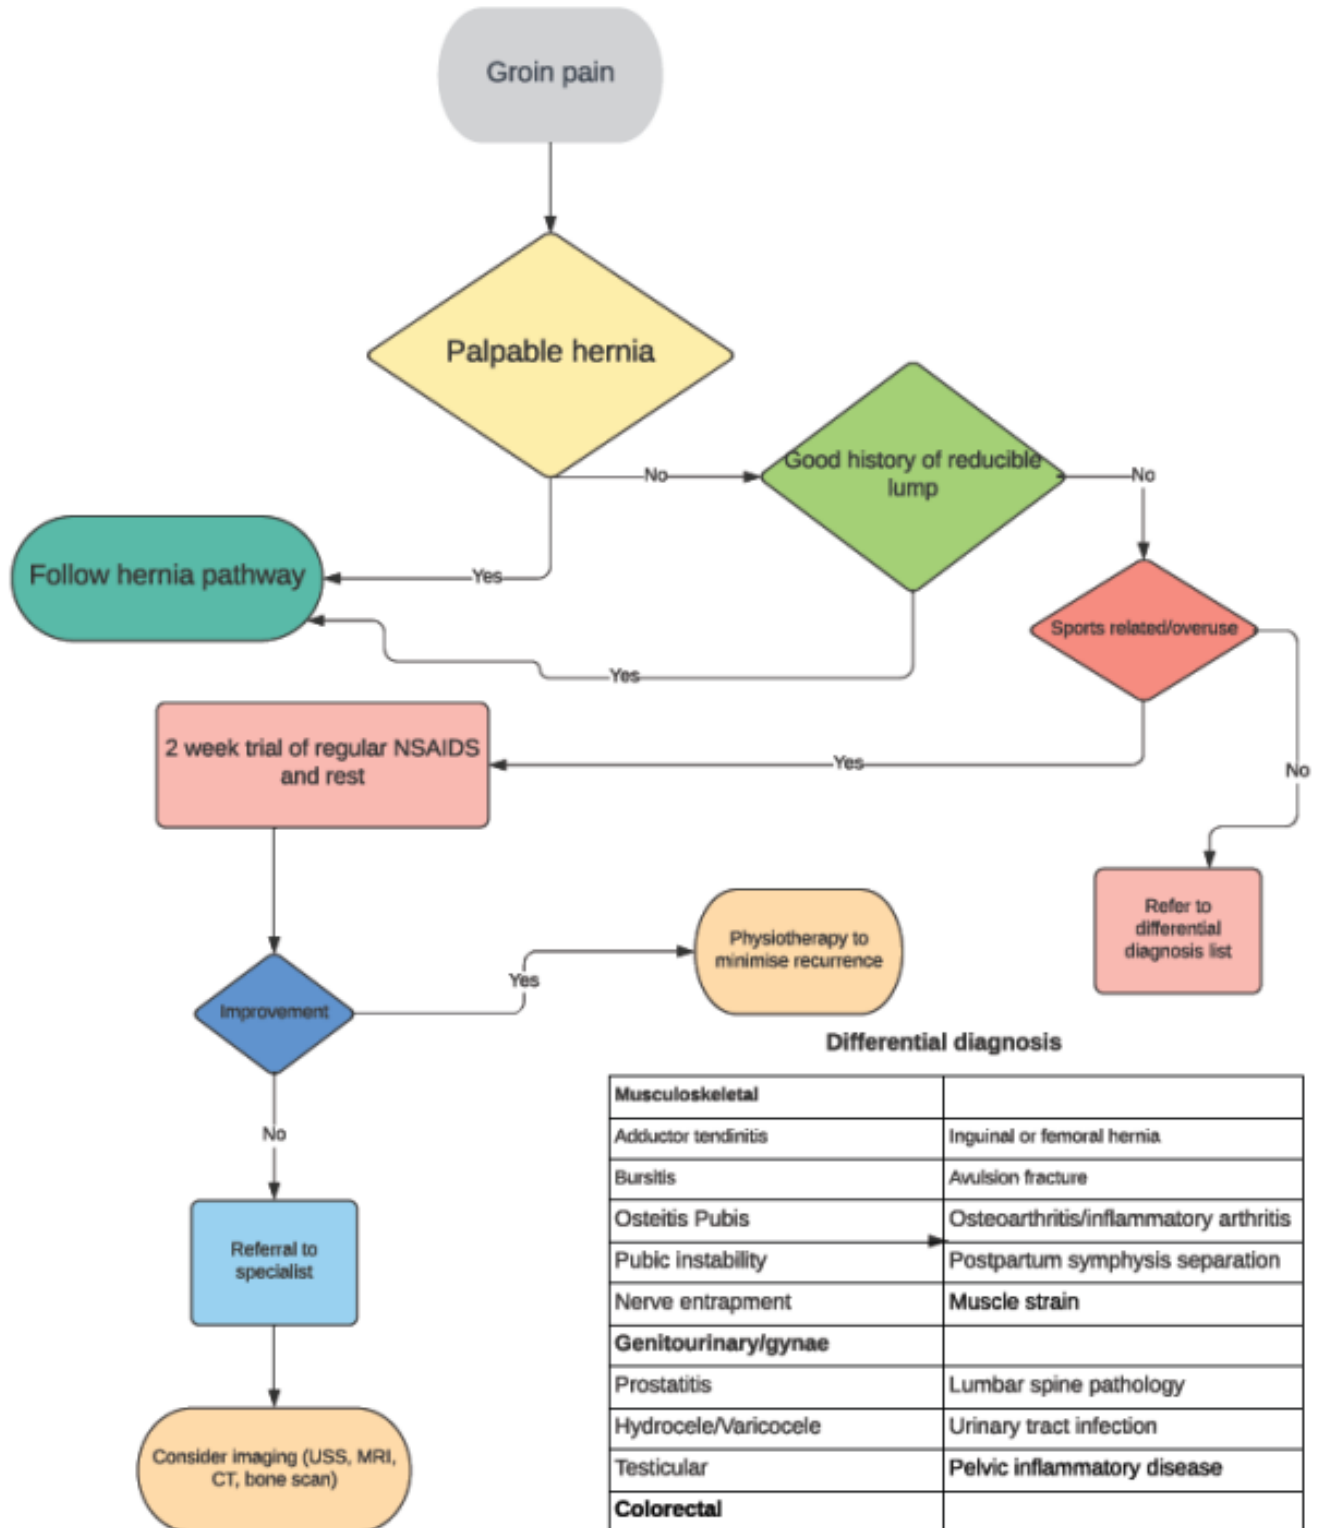 Groin pain
Palpable hernia
Good history of reducible
lump
No
No
Follow hernia pathway
Yes
Sports related/overuse
Yes
2 week trial of regular NSAIDS
and rest
Yes
No
Refer to
differential
diagnosis list
Physiotherapy to
minimise recurrence
Yes
Improvement
Differential diagnosis
Musculoskeletal
Adductor tendinitis Inguinal or femoral hernia
Bursitis Avulsion fracture
No
Osteitis Pubis Osteoarthritis/inflammatory arthritis
Referral to
specialist
Pubic instability Postpartum symphysis separation
Nerve entrapment Muscle strain
Genitourinary/gynae
Prostatitis Lumbar spine pathology
Hydrocele/Varicocele Urinary tract infection
Consider imaging (USS, MRI,
CT, bone scan)
Testicular Pelvic inflammatory disease
Colorectal